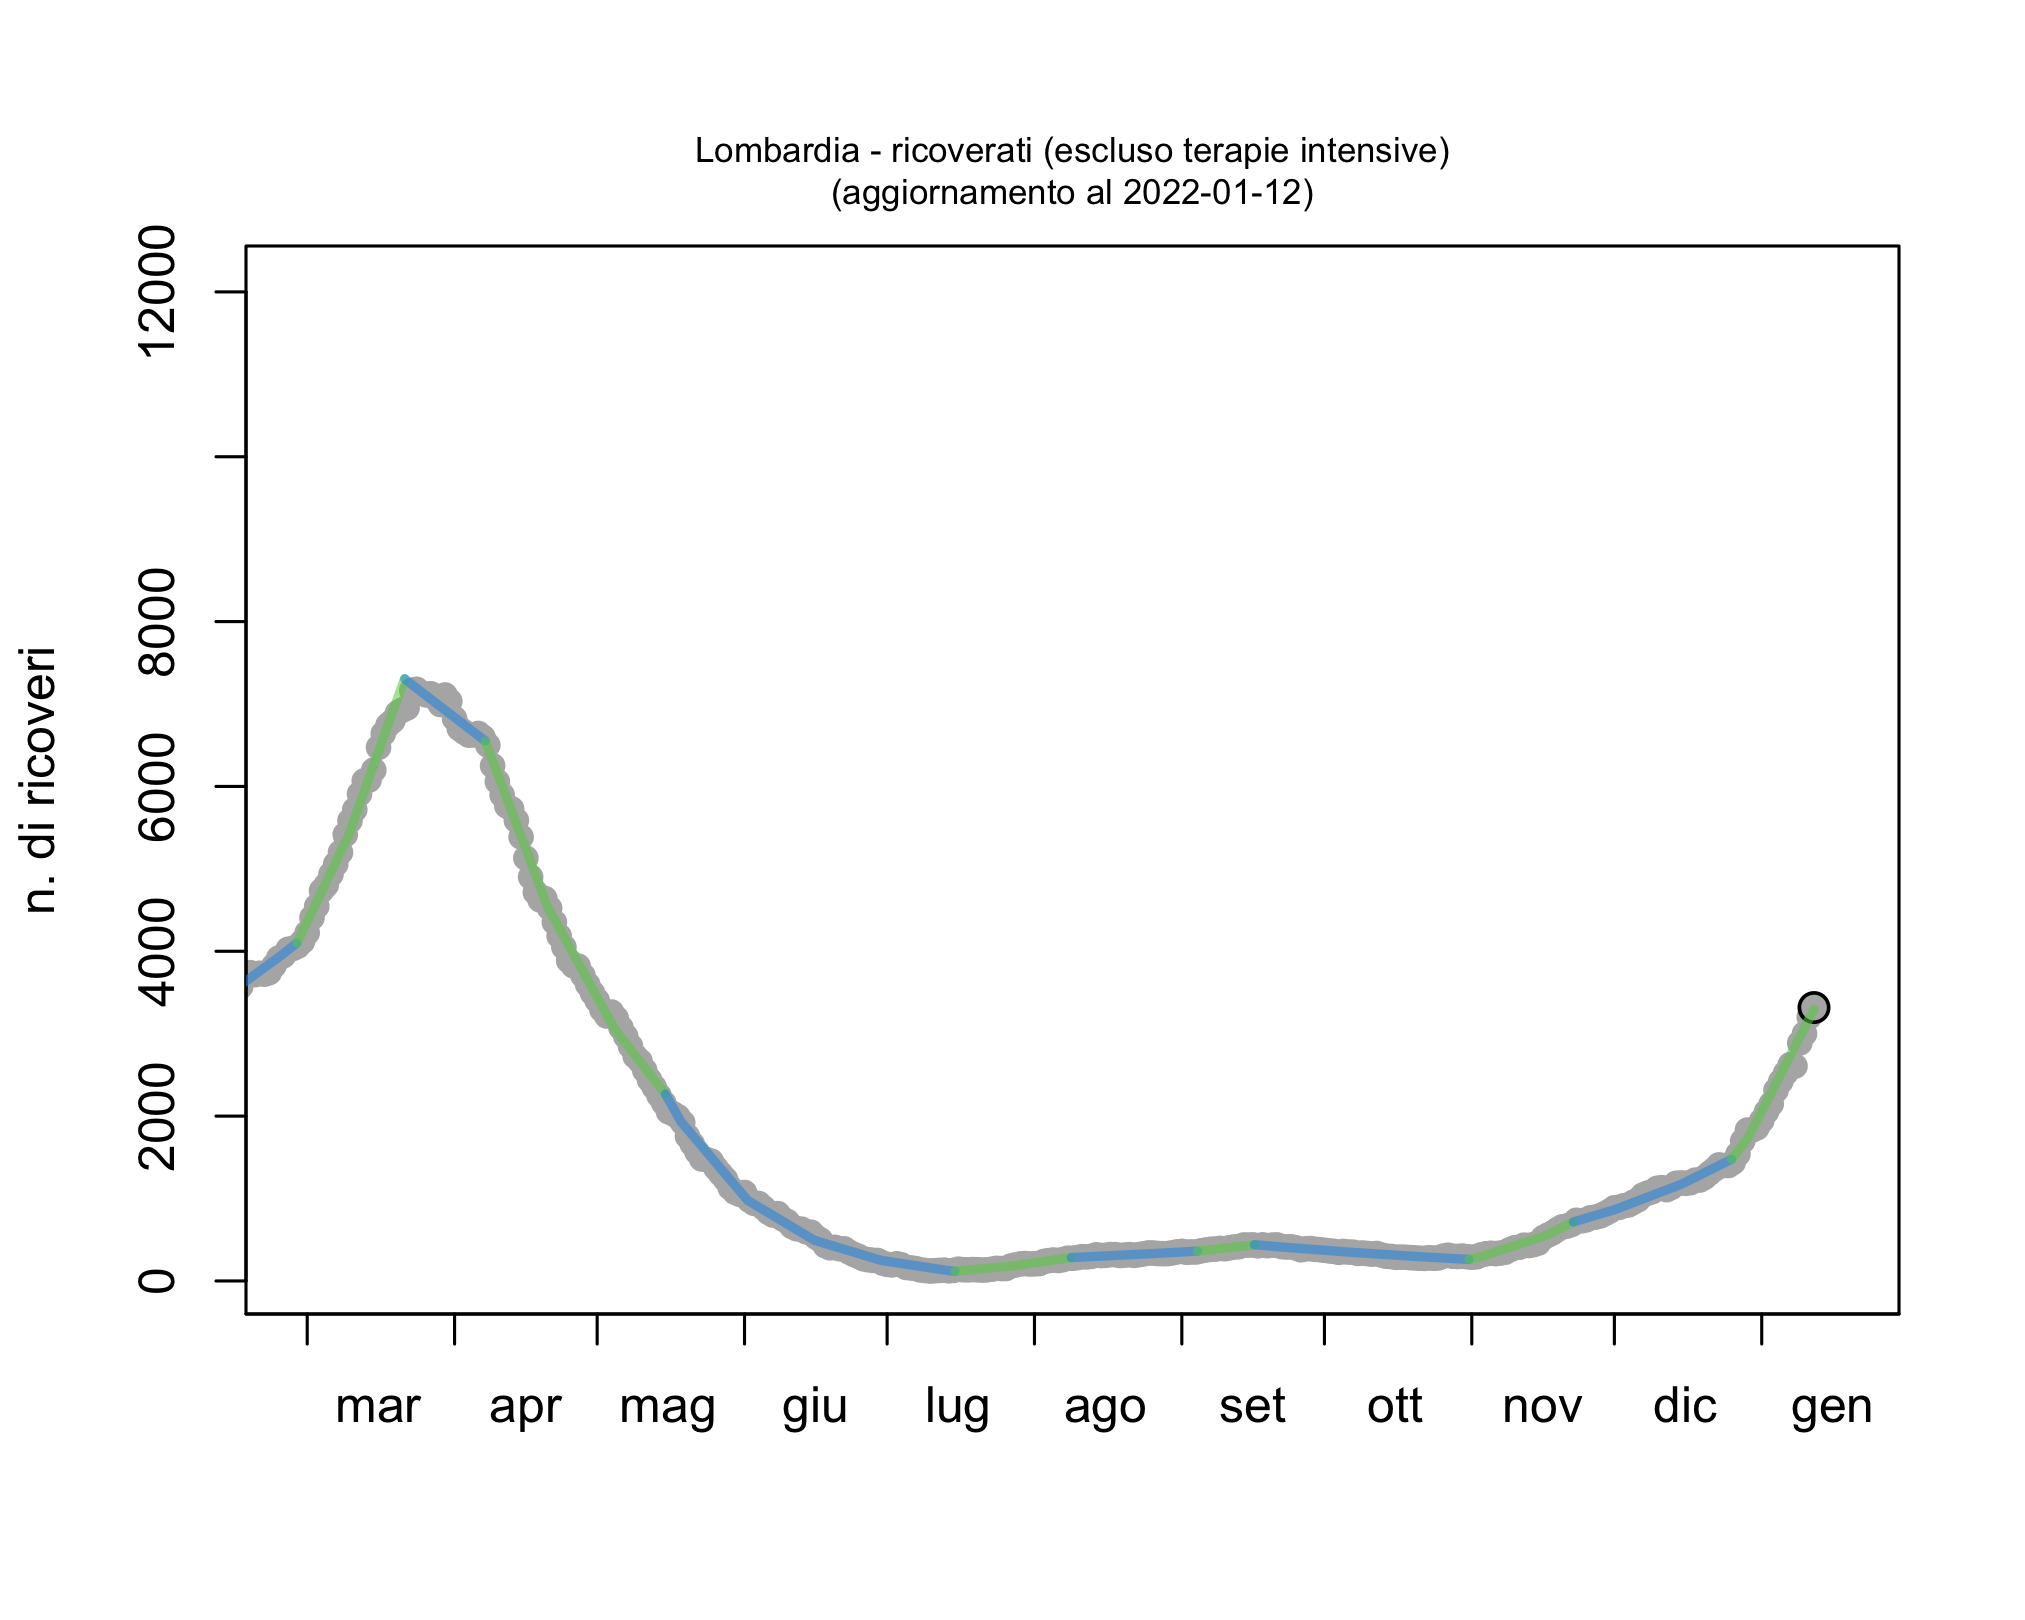 Lombardia - ricoverati (escluso terapie intensive)
(aggiornamento al 2022-01-12)
n. di ricoveri
12000
8000
6000
4000
2000
0
mar apr mag giu lug ago set ott nov dic gen